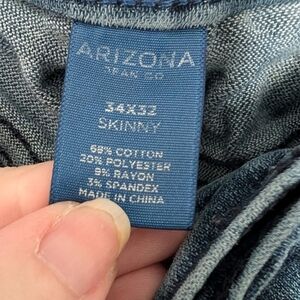 ARIZONA
JEAN CO
34X32
SKINNY
68% COTTON
20% POLYESTER
9% RAYON
3% SPANDEX
MADE IN CHINA